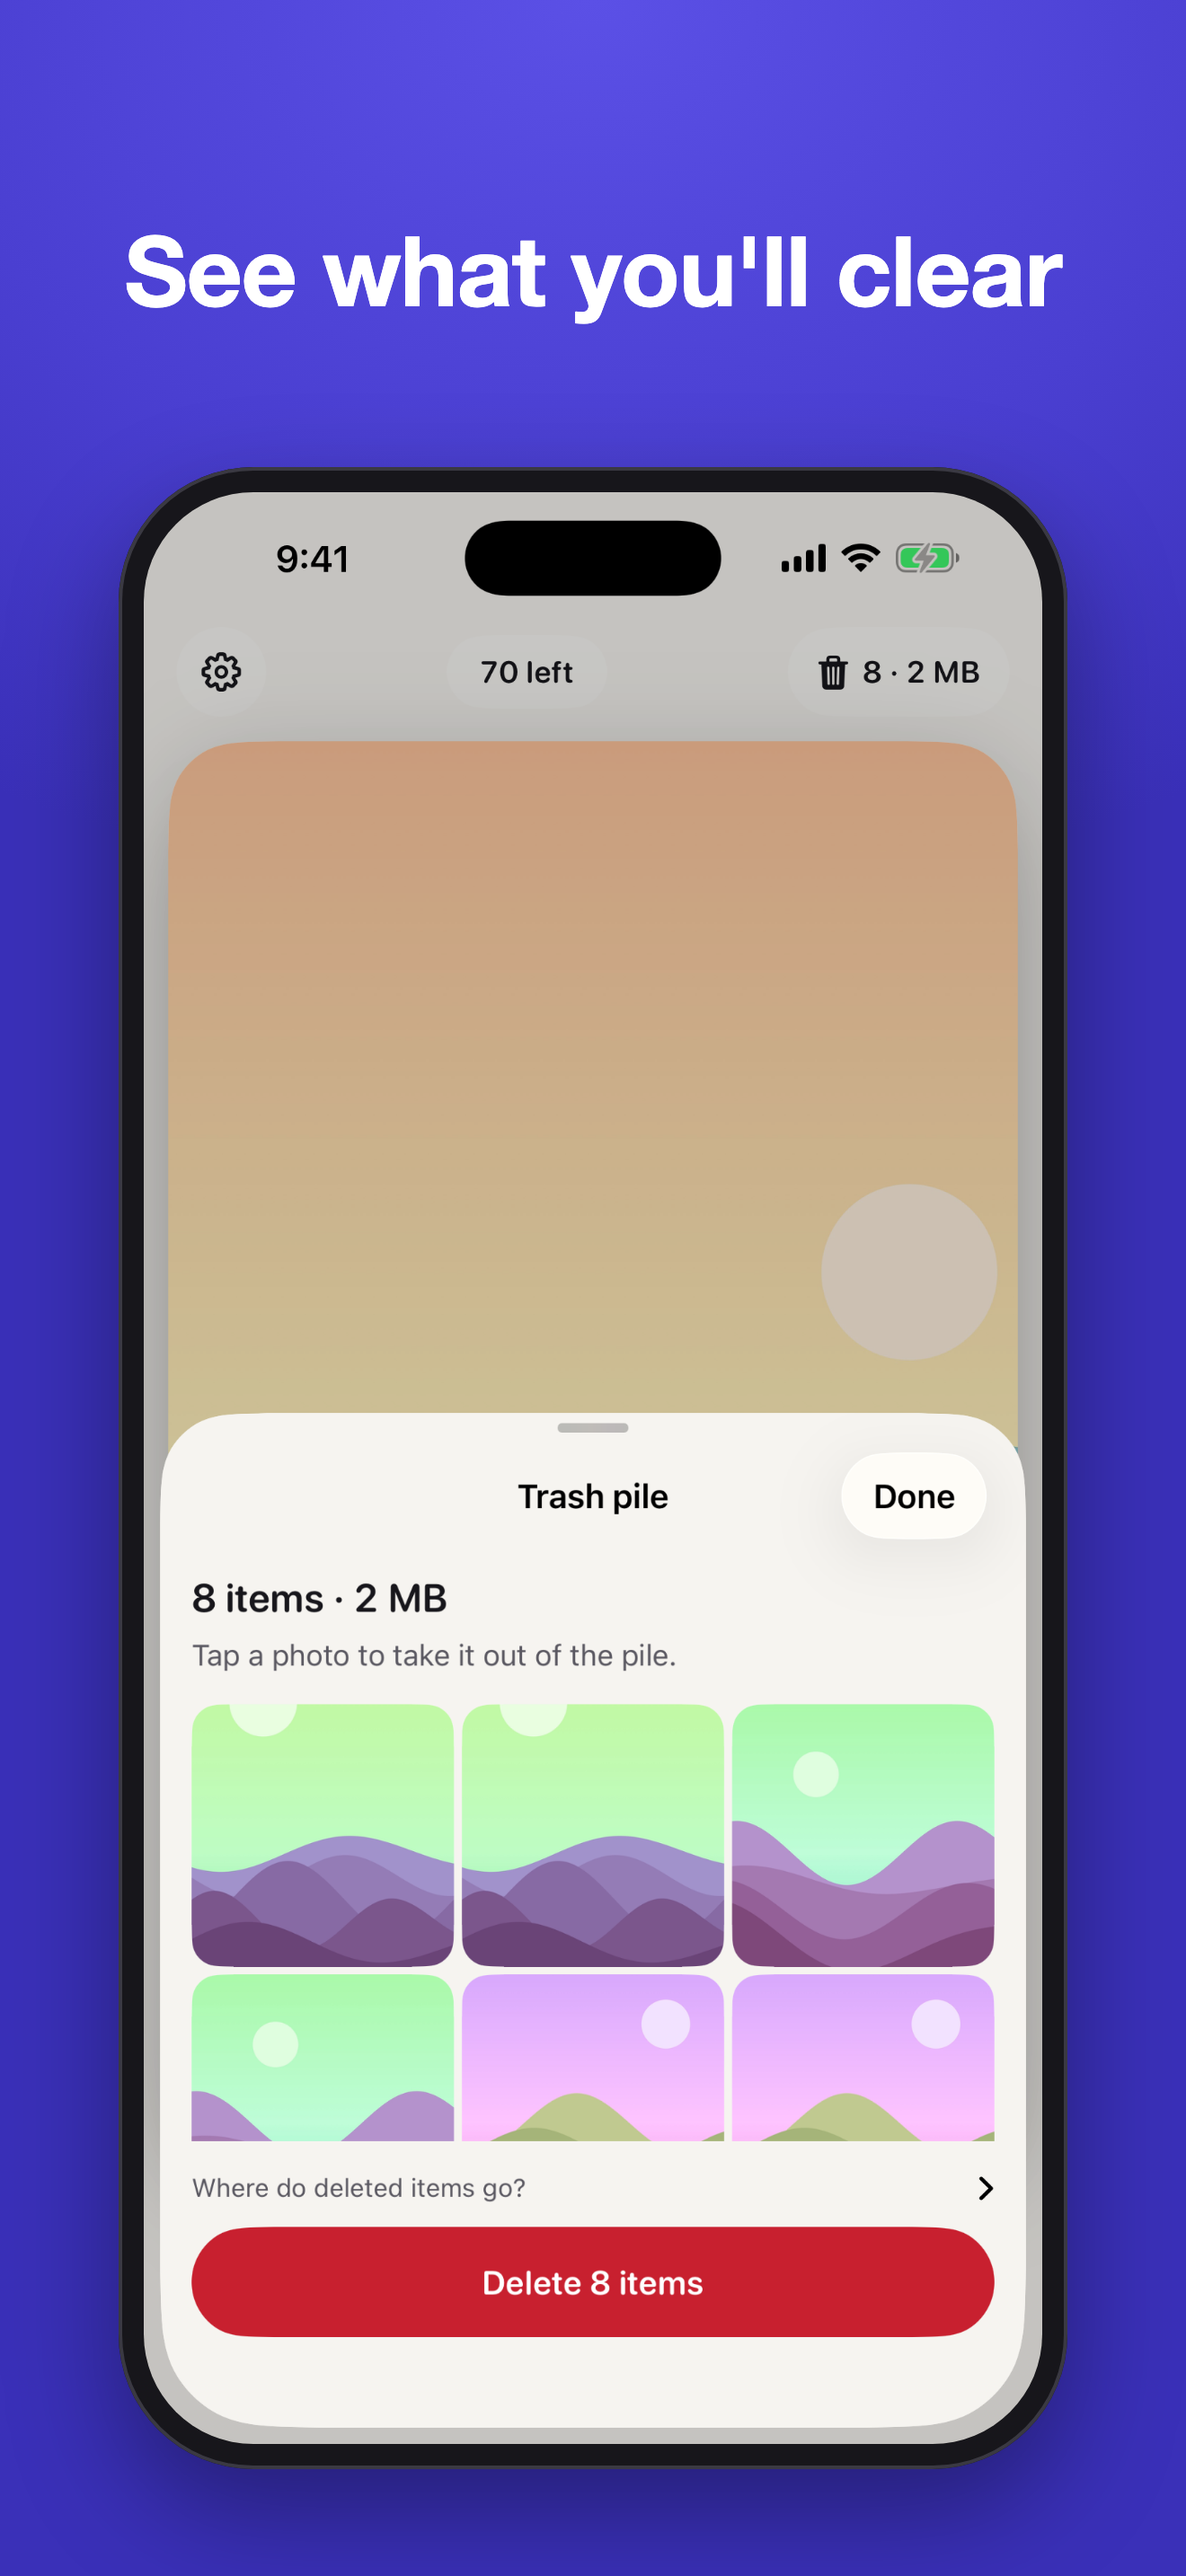 See what you'll clear
9:41
70 left
8 · 2 MB
Trash pile
Done
8 items · 2 MB
Tap a photo to take it out of the pile.
Where do deleted items go?
Delete 8 items